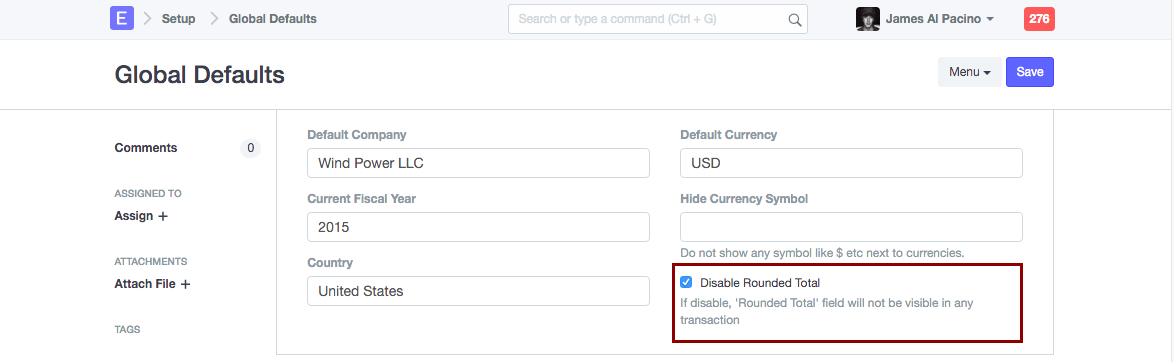 E Setup Global Defaults Search or type a command (Ctrl + G) James Al Pacino 276
Global Defaults Menu Save
Comments 0
ASSIGNED TO
Assign +
ATTACHMENTS
Attach File +
TAGS
Default Company
Wind Power LLC
Current Fiscal Year
2015
Country
United States
Default Currency
USD
Hide Currency Symbol
Do not show any symbol like $ etc next to currencies.
Disable Rounded Total
If disable, 'Rounded Total' field will not be visible in any
transaction